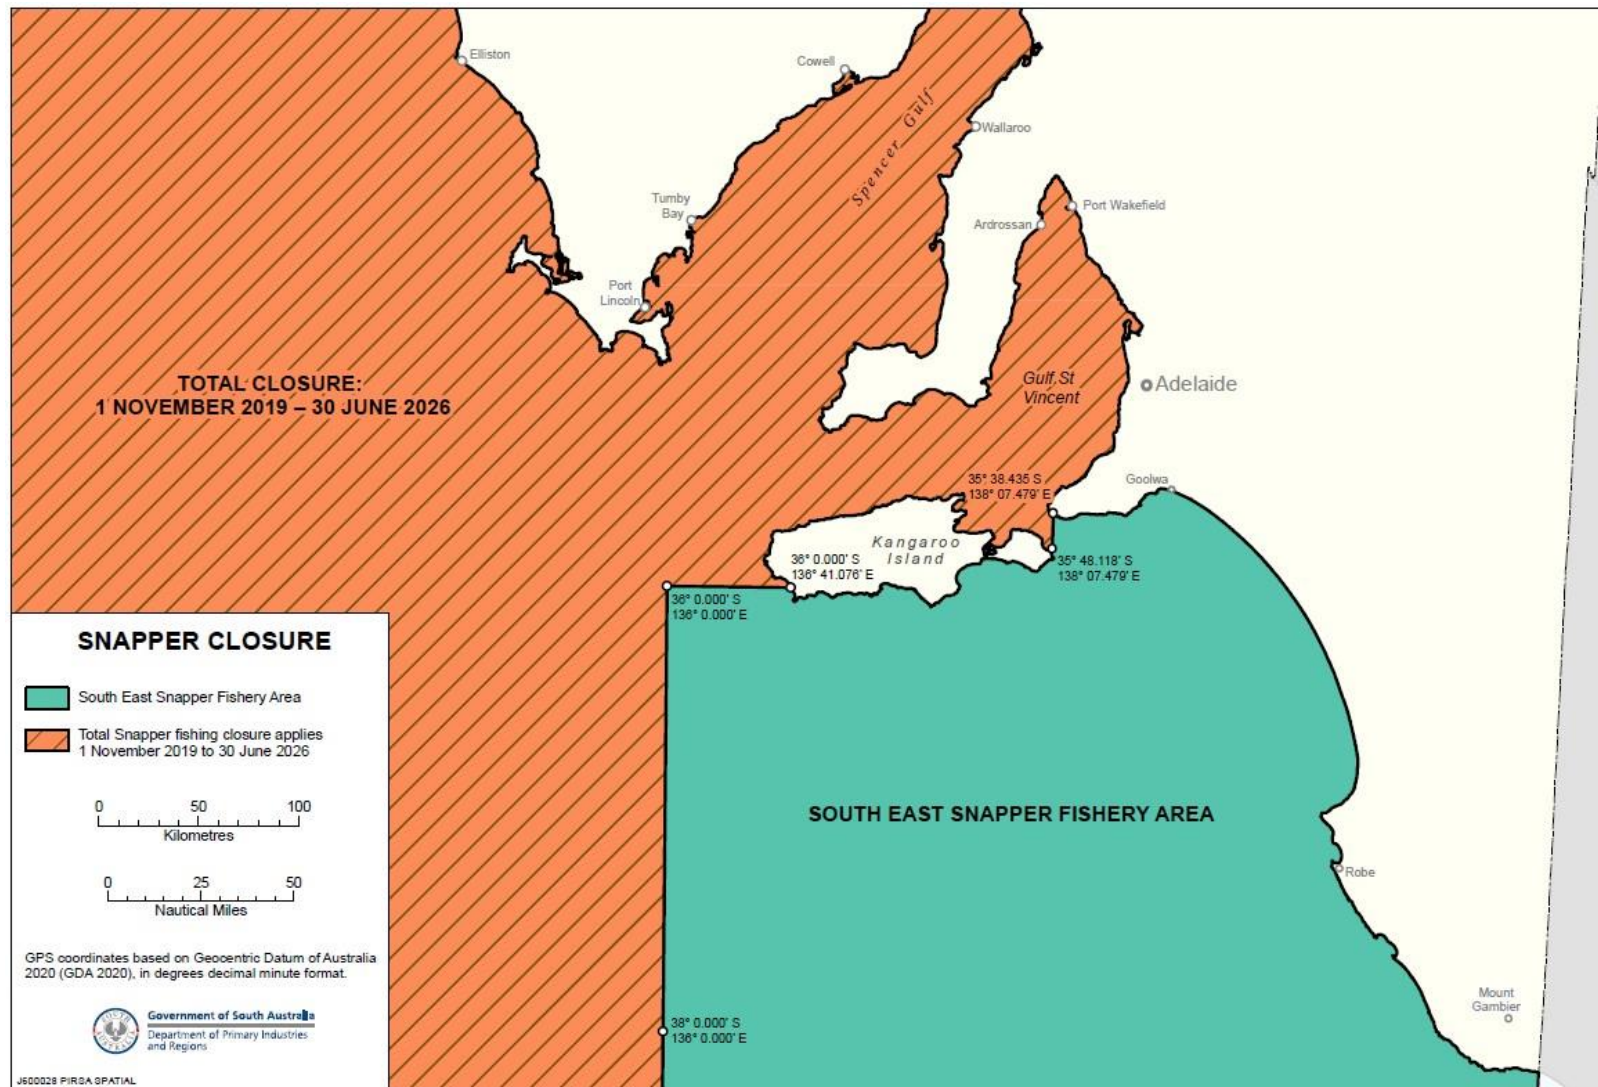 Elliston
Cowell
Spencer Gulf
Wallaroo
Tumby
Bay
Port Wakefield
Ardrossan
Port
Lincoln
TOTAL CLOSURE:
1 NOVEMBER 2019 – 30 JUNE 2026
Gulf St
Vincent
Adelaide
35° 38.435 S
138° 07.479' E
Goolwa
Kangaroo
Island
36° 0.000' S
136° 41.076' E
35° 48.118' S
138° 07.479' E
36° 0.000' S
136° 0.000' E
SNAPPER CLOSURE
South East Snapper Fishery Area
Total Snapper fishing closure applies
1 November 2019 to 30 June 2026
0 50 100
Kilometres
0 25 50
Nautical Miles
SOUTH EAST SNAPPER FISHERY AREA
Robe
GPS coordinates based on Geocentric Datum of Australia
2020 (GDA 2020), in degrees decimal minute format.
Mount
Gambier
SOUTH AUSTRALIA
Government of South Australia
Department of Primary Industries
and Regions
38° 0.000' S
136° 0.000' E
J600028 PIRSA SPATIAL